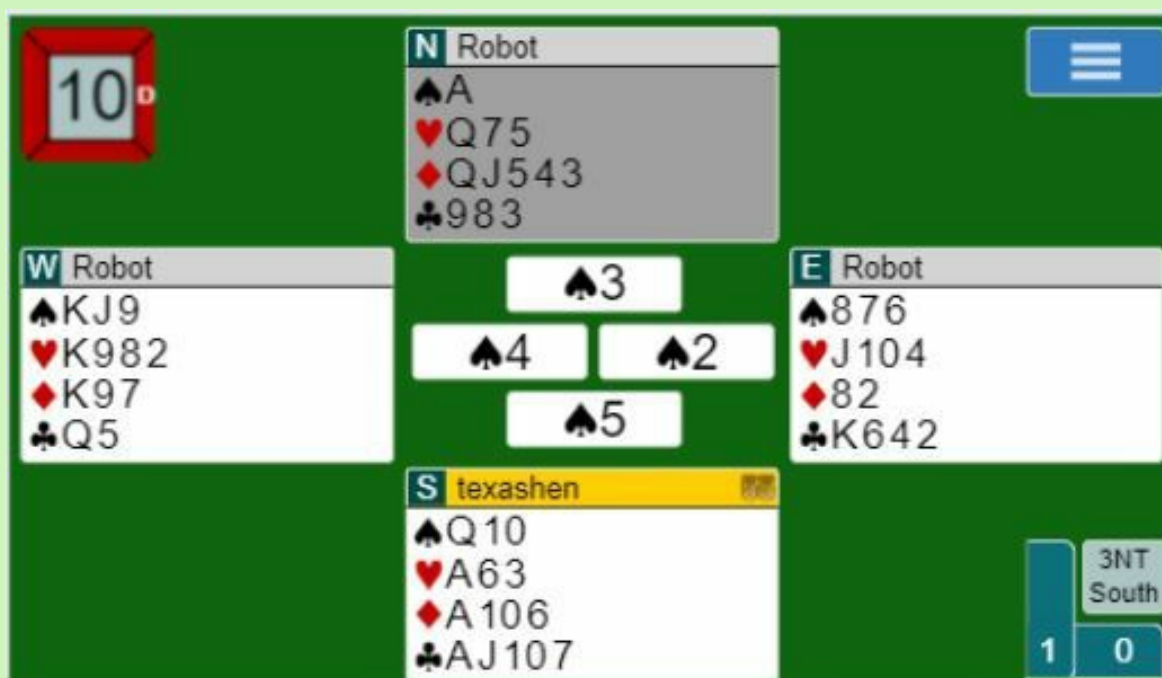 10 D
N Robot
♠A
♥Q75
♦QJ543
♣983
W Robot
♠KJ9
♥K982
♦K97
♣Q5
♠3
♠4
♠2
♠5
E Robot
♠876
♥J104
♦82
♣K642
S texashen
♠Q10
♥A63
♦A106
♣AJ107
3NT
South
1 0